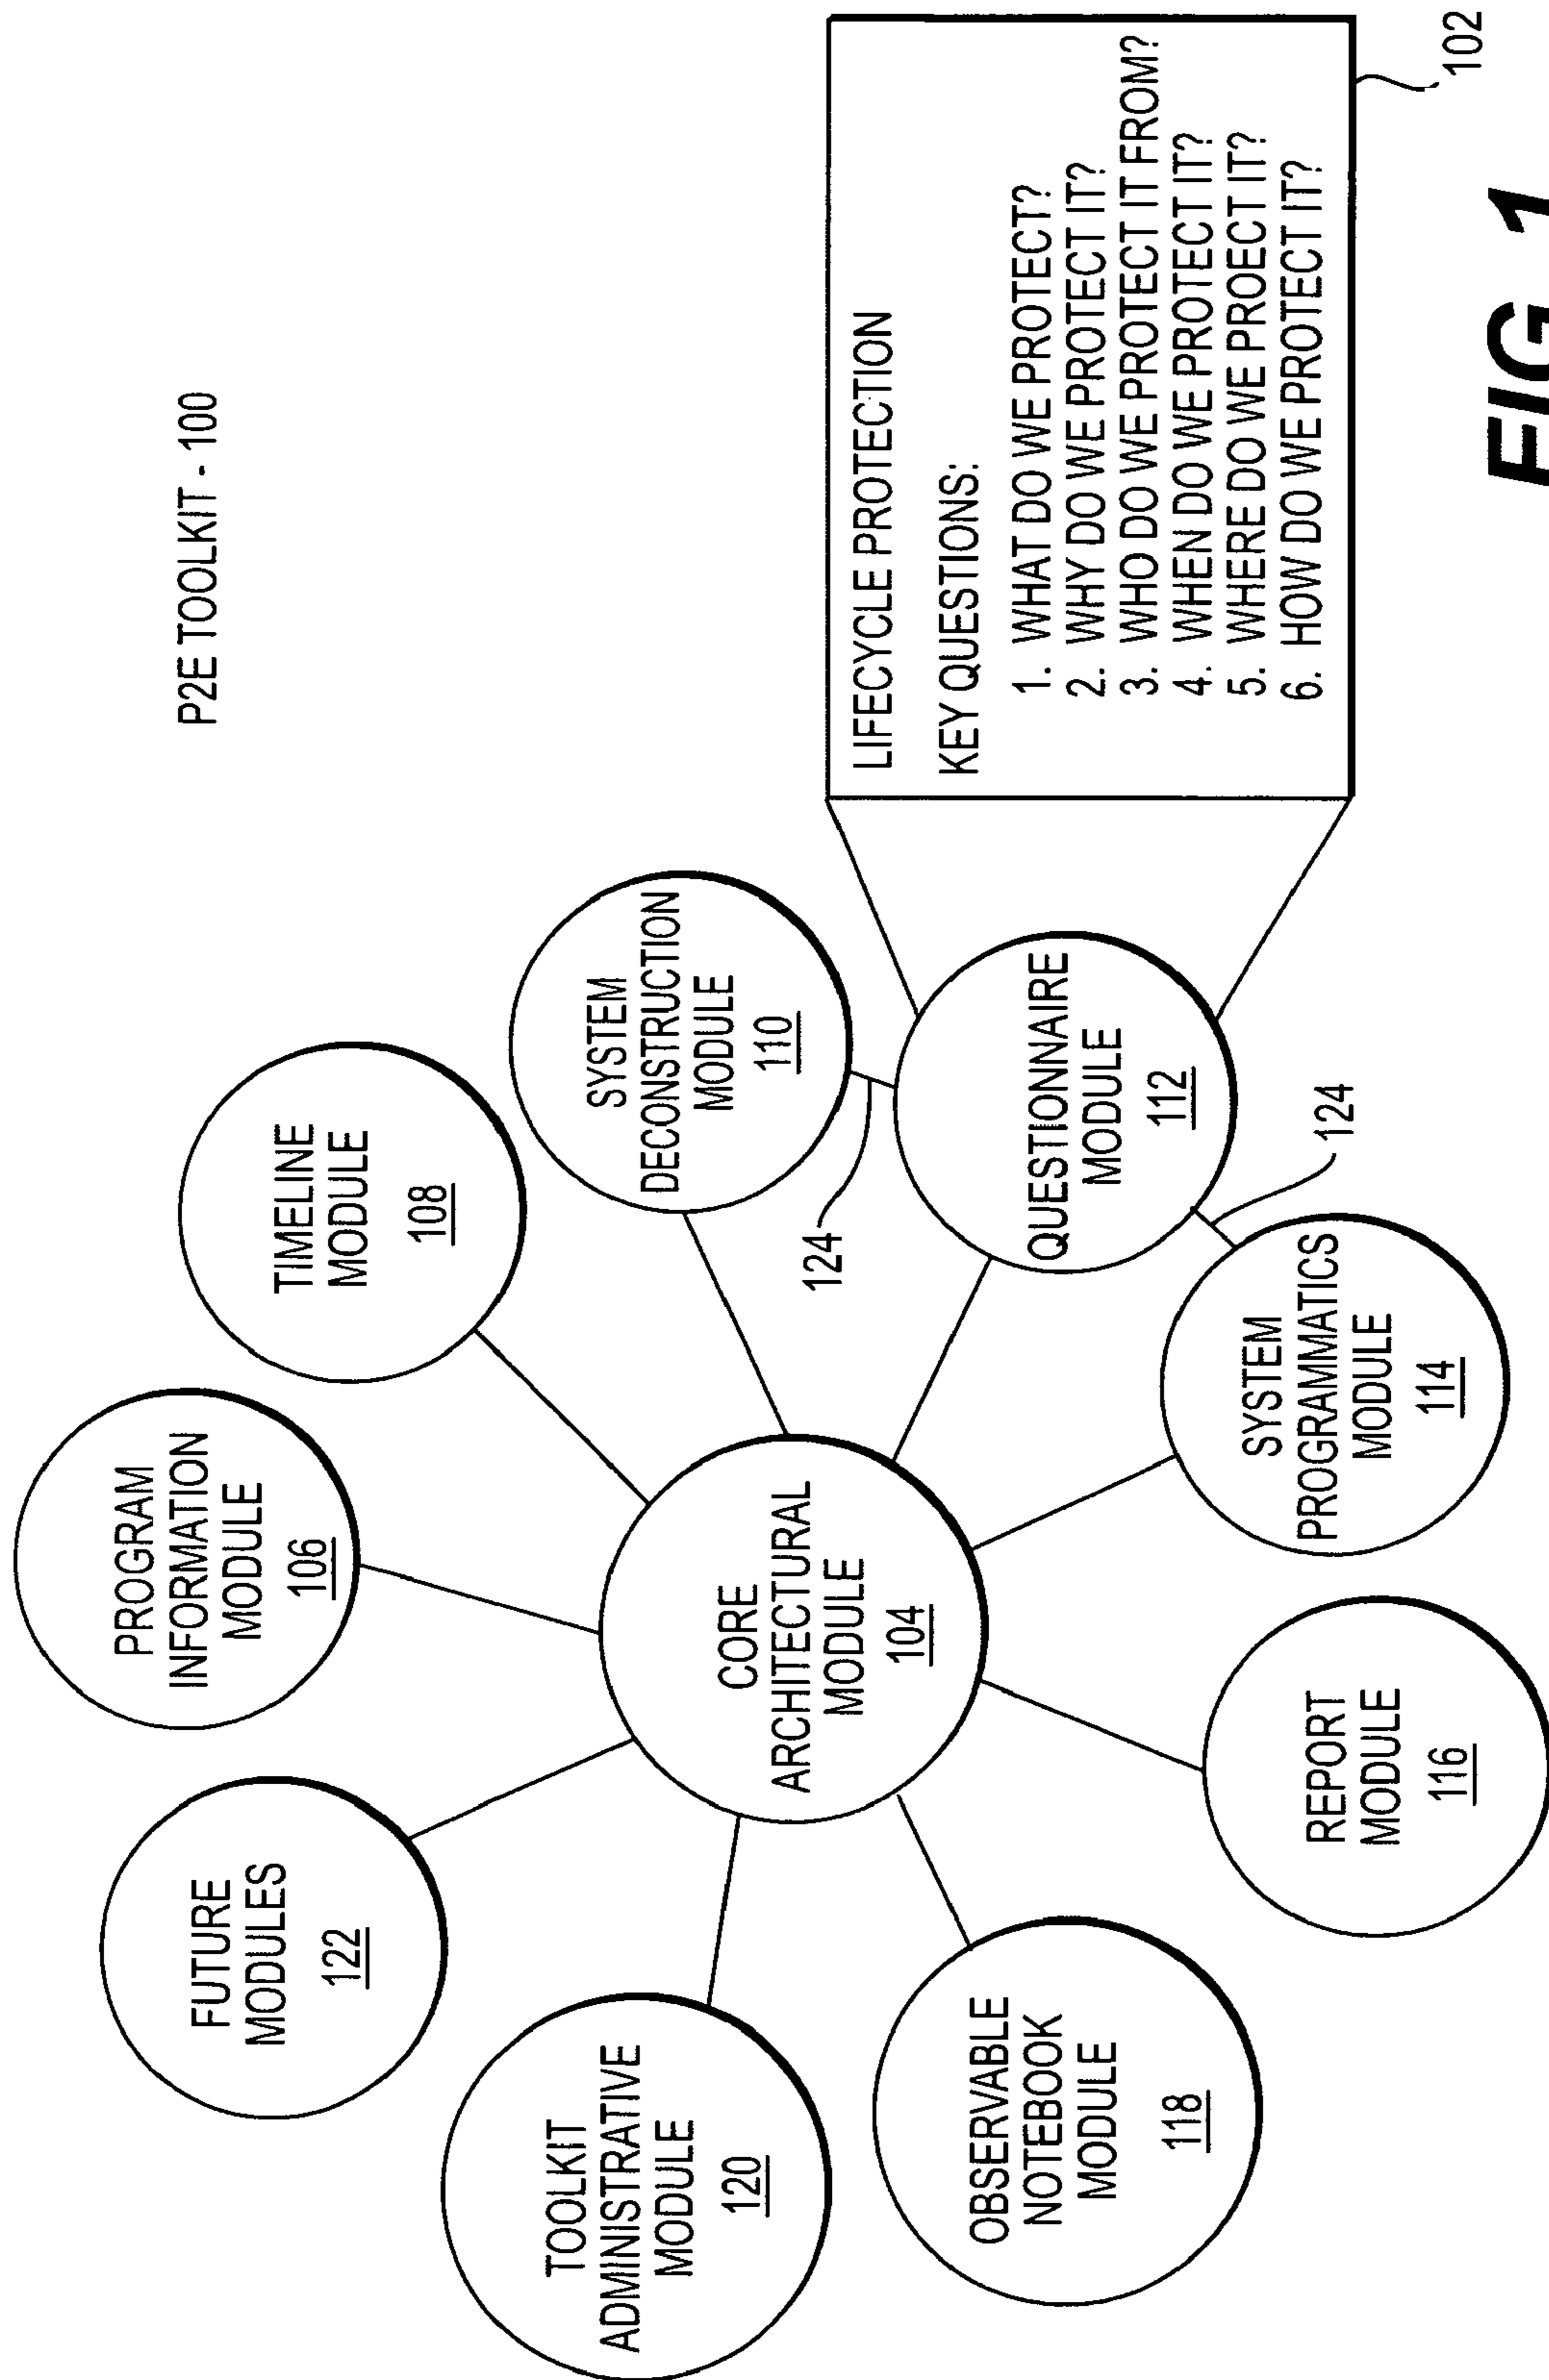 P2E TOOLKIT - 100
PROGRAM
INFORMATION
MODULE
106
TIMELINE
MODULE
108
FUTURE
MODULES
122
SYSTEM
DECONSTRUCTION
MODULE
110
TOOLKIT
ADMINISTRATIVE
MODULE
120
CORE
ARCHITECTURAL
MODULE
104
124
QUESTIONNAIRE
MODULE
112
124
OBSERVABLE
NOTEBOOK
MODULE
118
SYSTEM
PROGRAMMATICS
MODULE
114
REPORT
MODULE
116
LIFECYCLE PROTECTION
KEY QUESTIONS:
1. WHAT DO WE PROTECT?
2. WHY DO WE PROTECT IT?
3. WHO DO WE PROTECT IT FROM?
4. WHEN DO WE PROTECT IT?
5. WHERE DO WE PROECT IT?
6. HOW DO WE PROTECT IT?
102
FIG 1